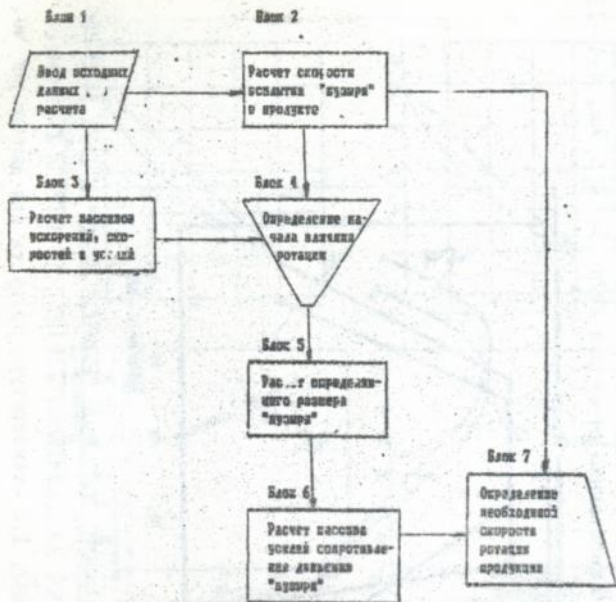 Блок 1
Ввод исходных
данных
расчета
Блок 2
Расчет скорости
всплытия "пузыря"
в продукте
Блок 3
Расчет массивов
ускорений, ско-
ростей и усилий
Блок 4
Определение на-
чала влияния
ротации
Блок 5
определяю-
щего размера
"пузыря"
Блок 6
Расчет массива
усилий сопротивле-
ния движения
"пузыря"
Блок 7
Определение
необходимой
скорости
ротации
продукции